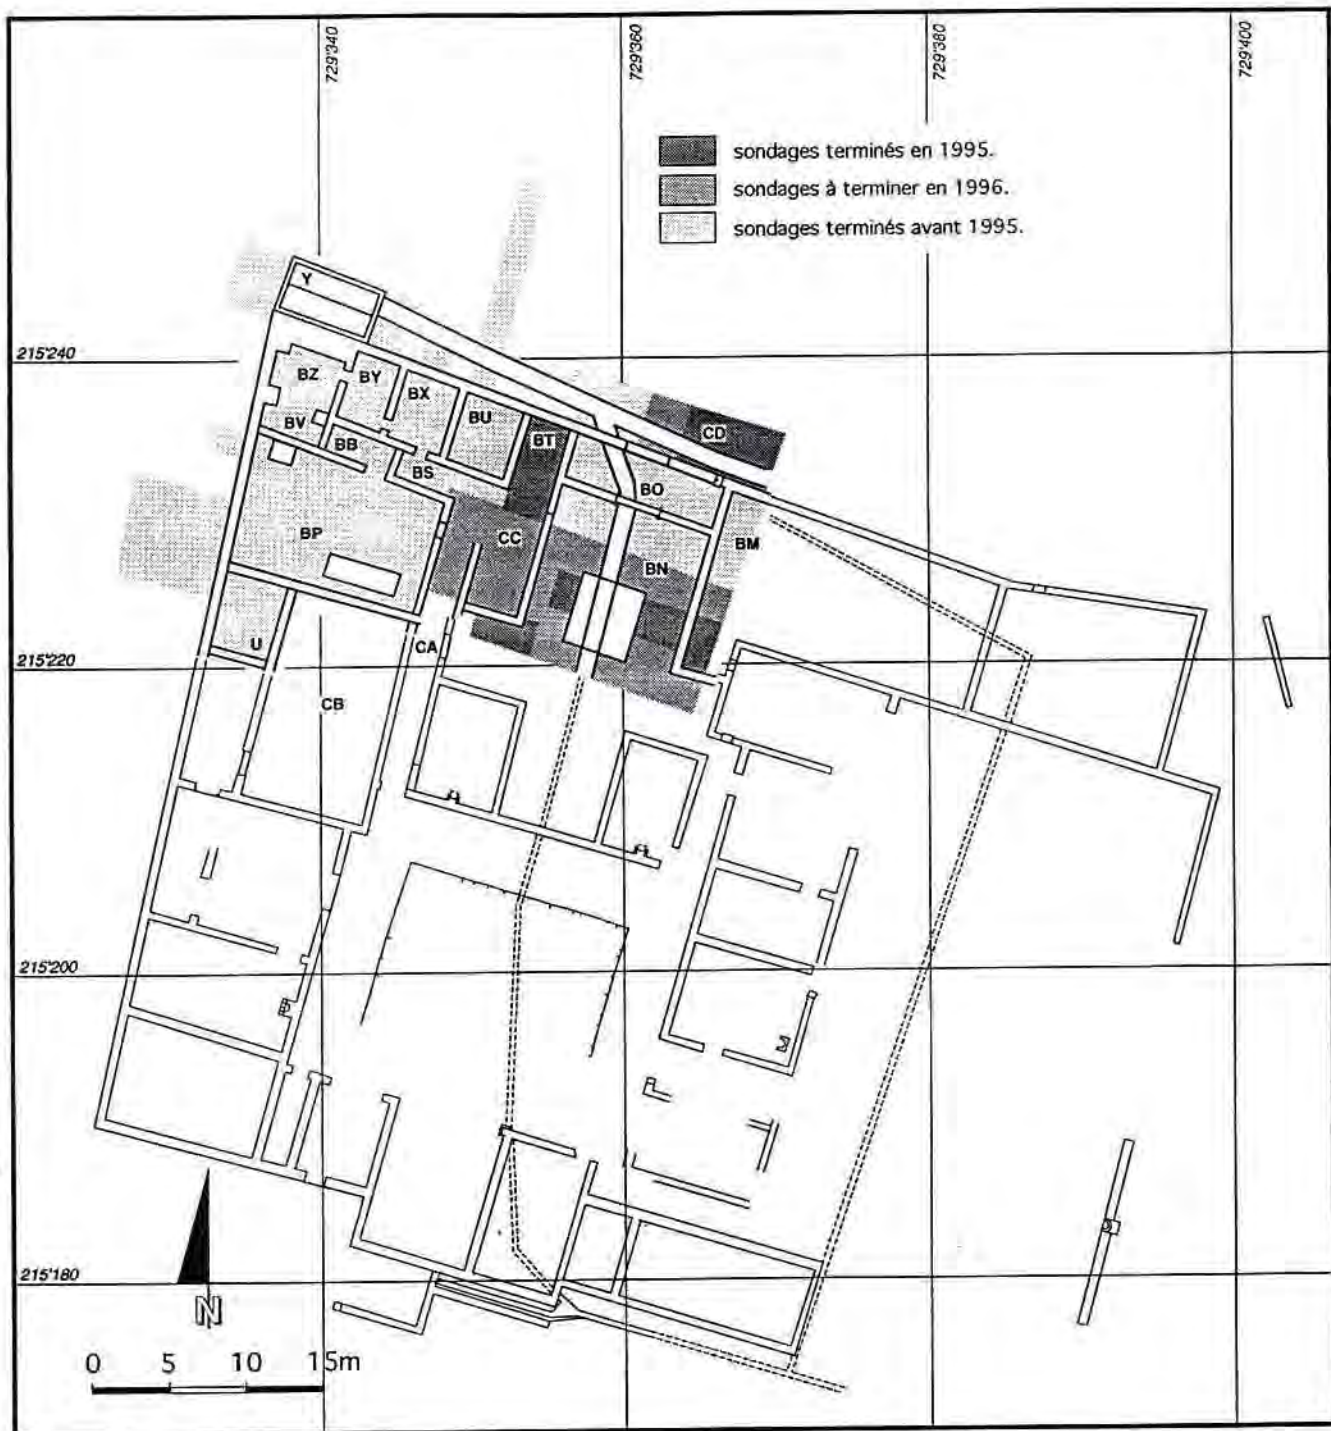 729'340
729'360
729'380
729'400
sondages terminés en 1995.
sondages à terminer en 1996.
sondages terminés avant 1995.
Y
215'240
BZ
BY
BX
BU
BT
CD
BV
BB
BS
BO
BP
CC
BN
BM
U
CA
215'220
CB
215'200
215'180
N
0 5 10 15m